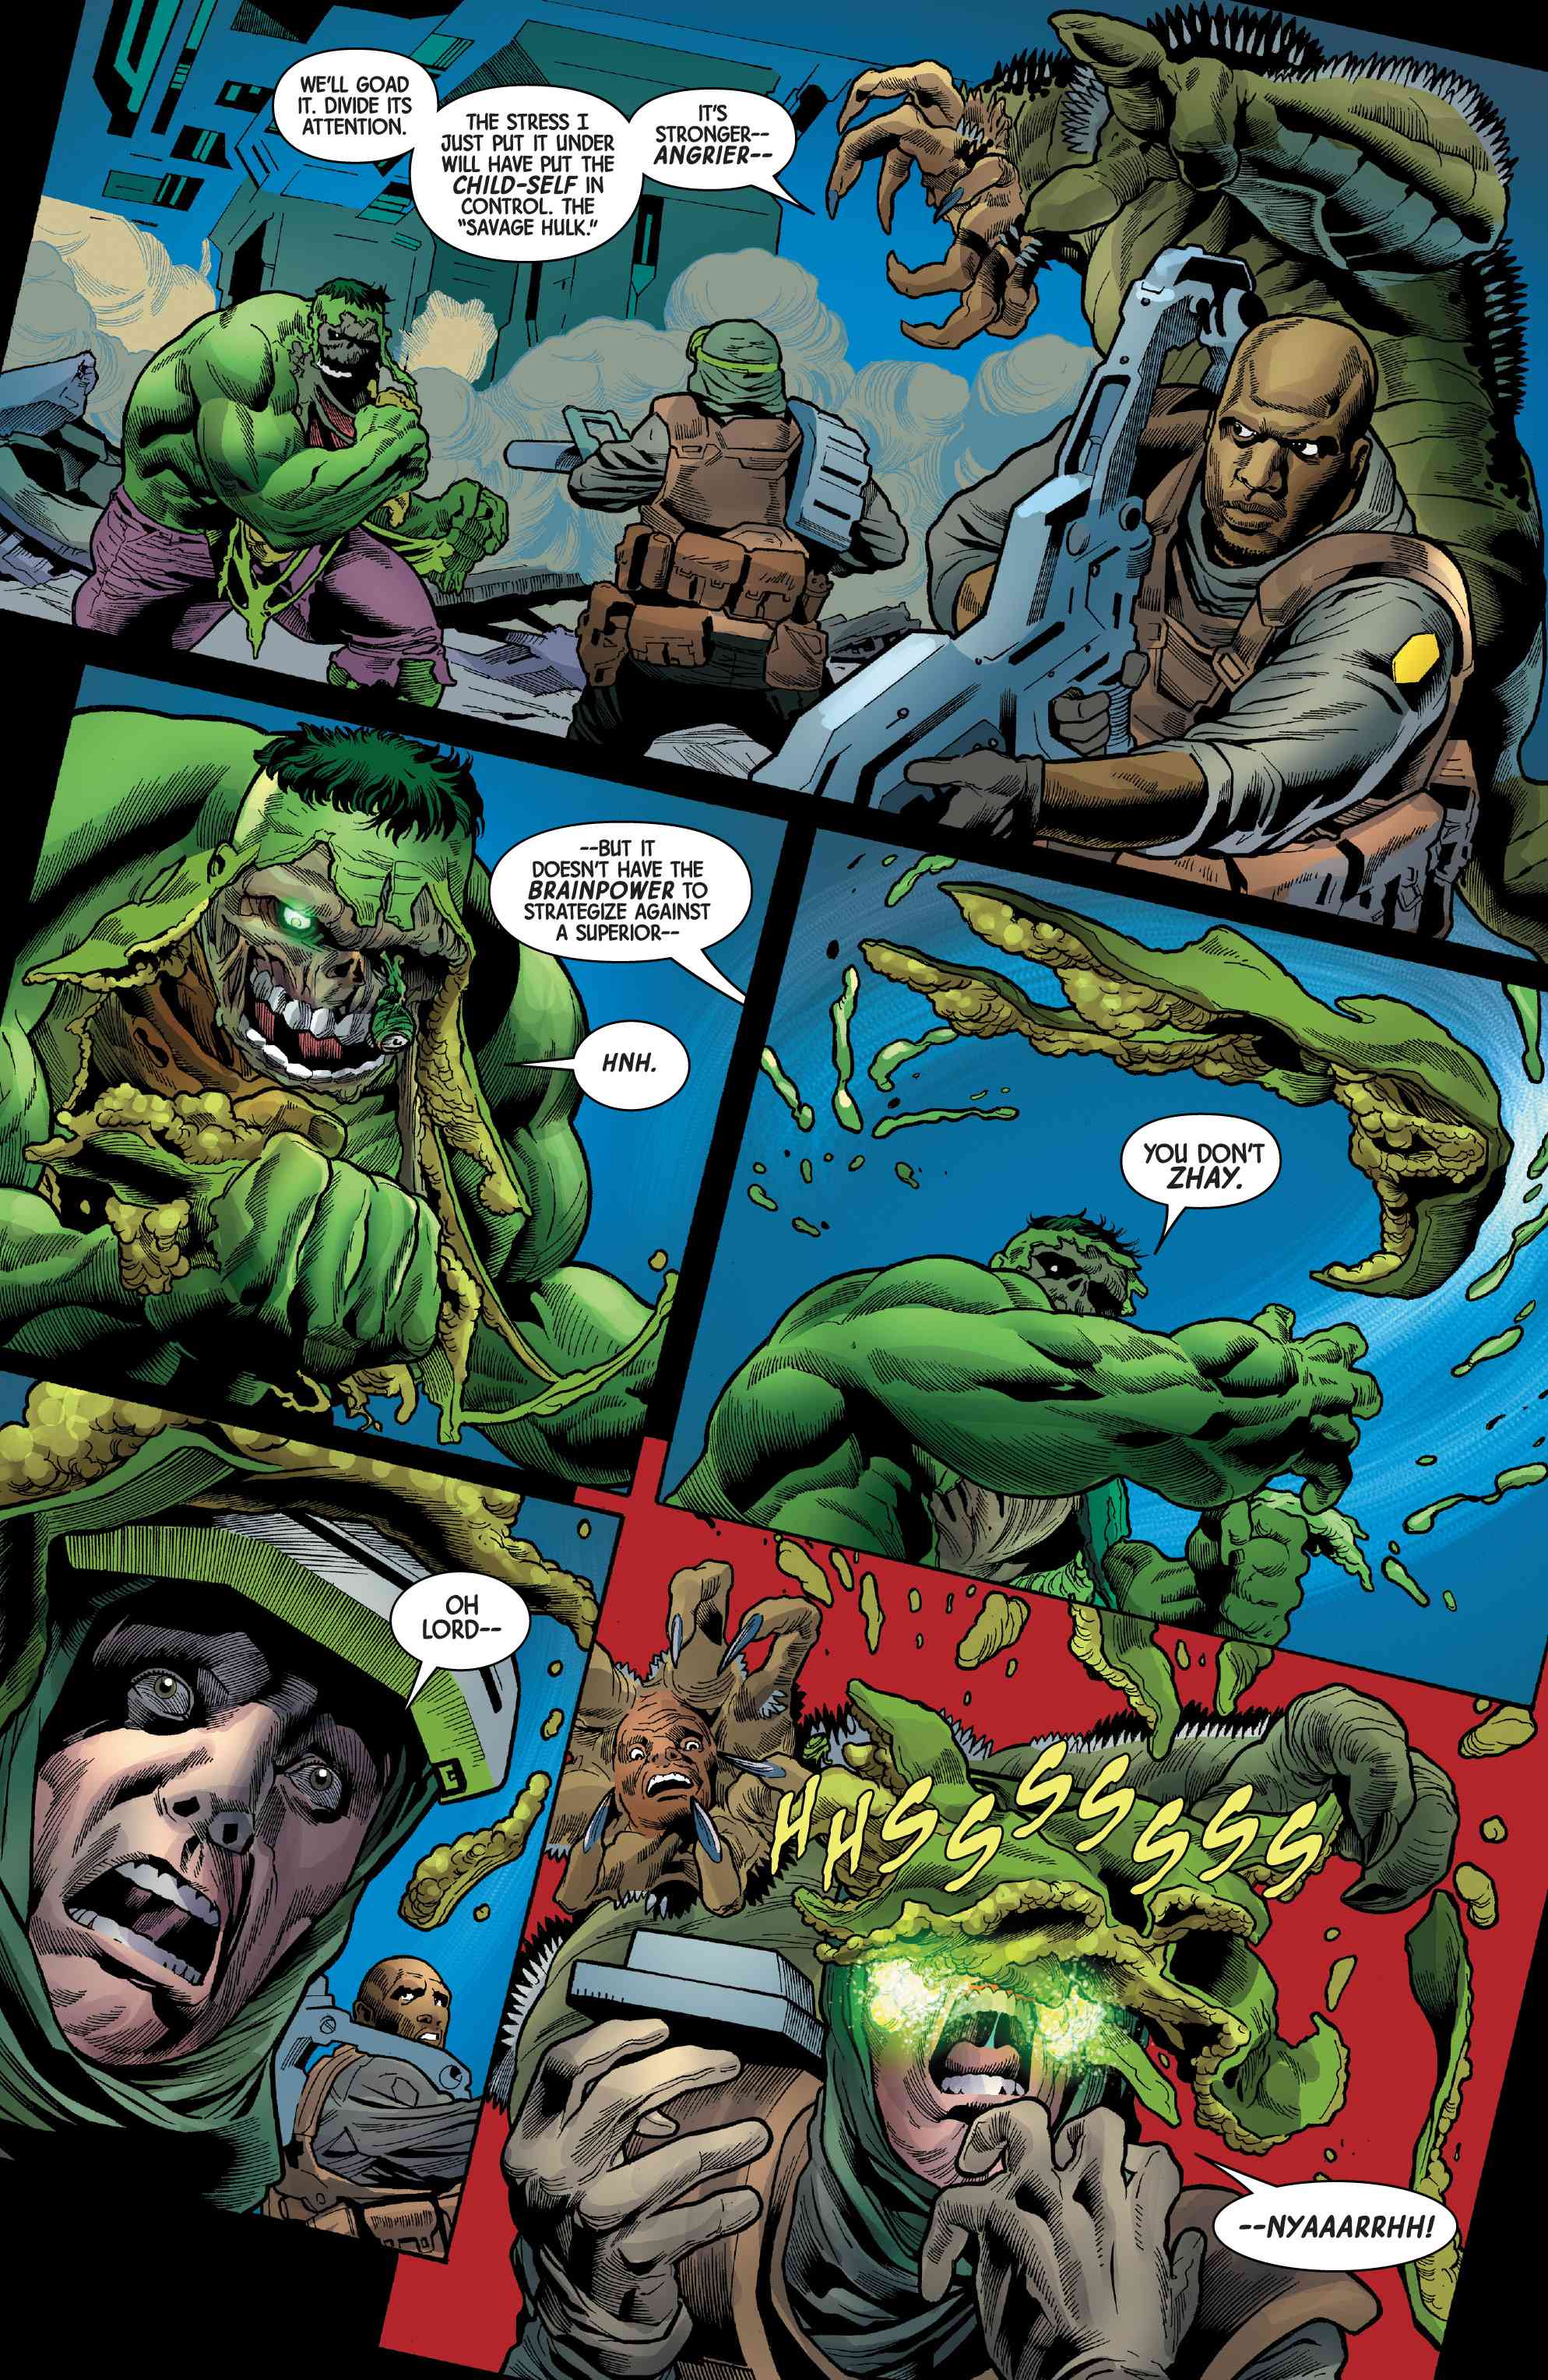 WE'LL GOAD
IT. DIVIDE ITS
ATTENTION.
THE STRESS I
JUST PUT IT UNDER
WILL HAVE PUT THE
CHILD-SELF IN
CONTROL. THE
"SAVAGE HULK."
IT'S
STRONGER--
ANGRIER--
--BUT IT
DOESN'T HAVE THE
BRAINPOWER TO
STRATEGIZE AGAINST
A SUPERIOR--
HNH.
YOU DON'T
ZHAY.
OH
LORD--
HHSSSSSSSS
--NYAAARRHH!